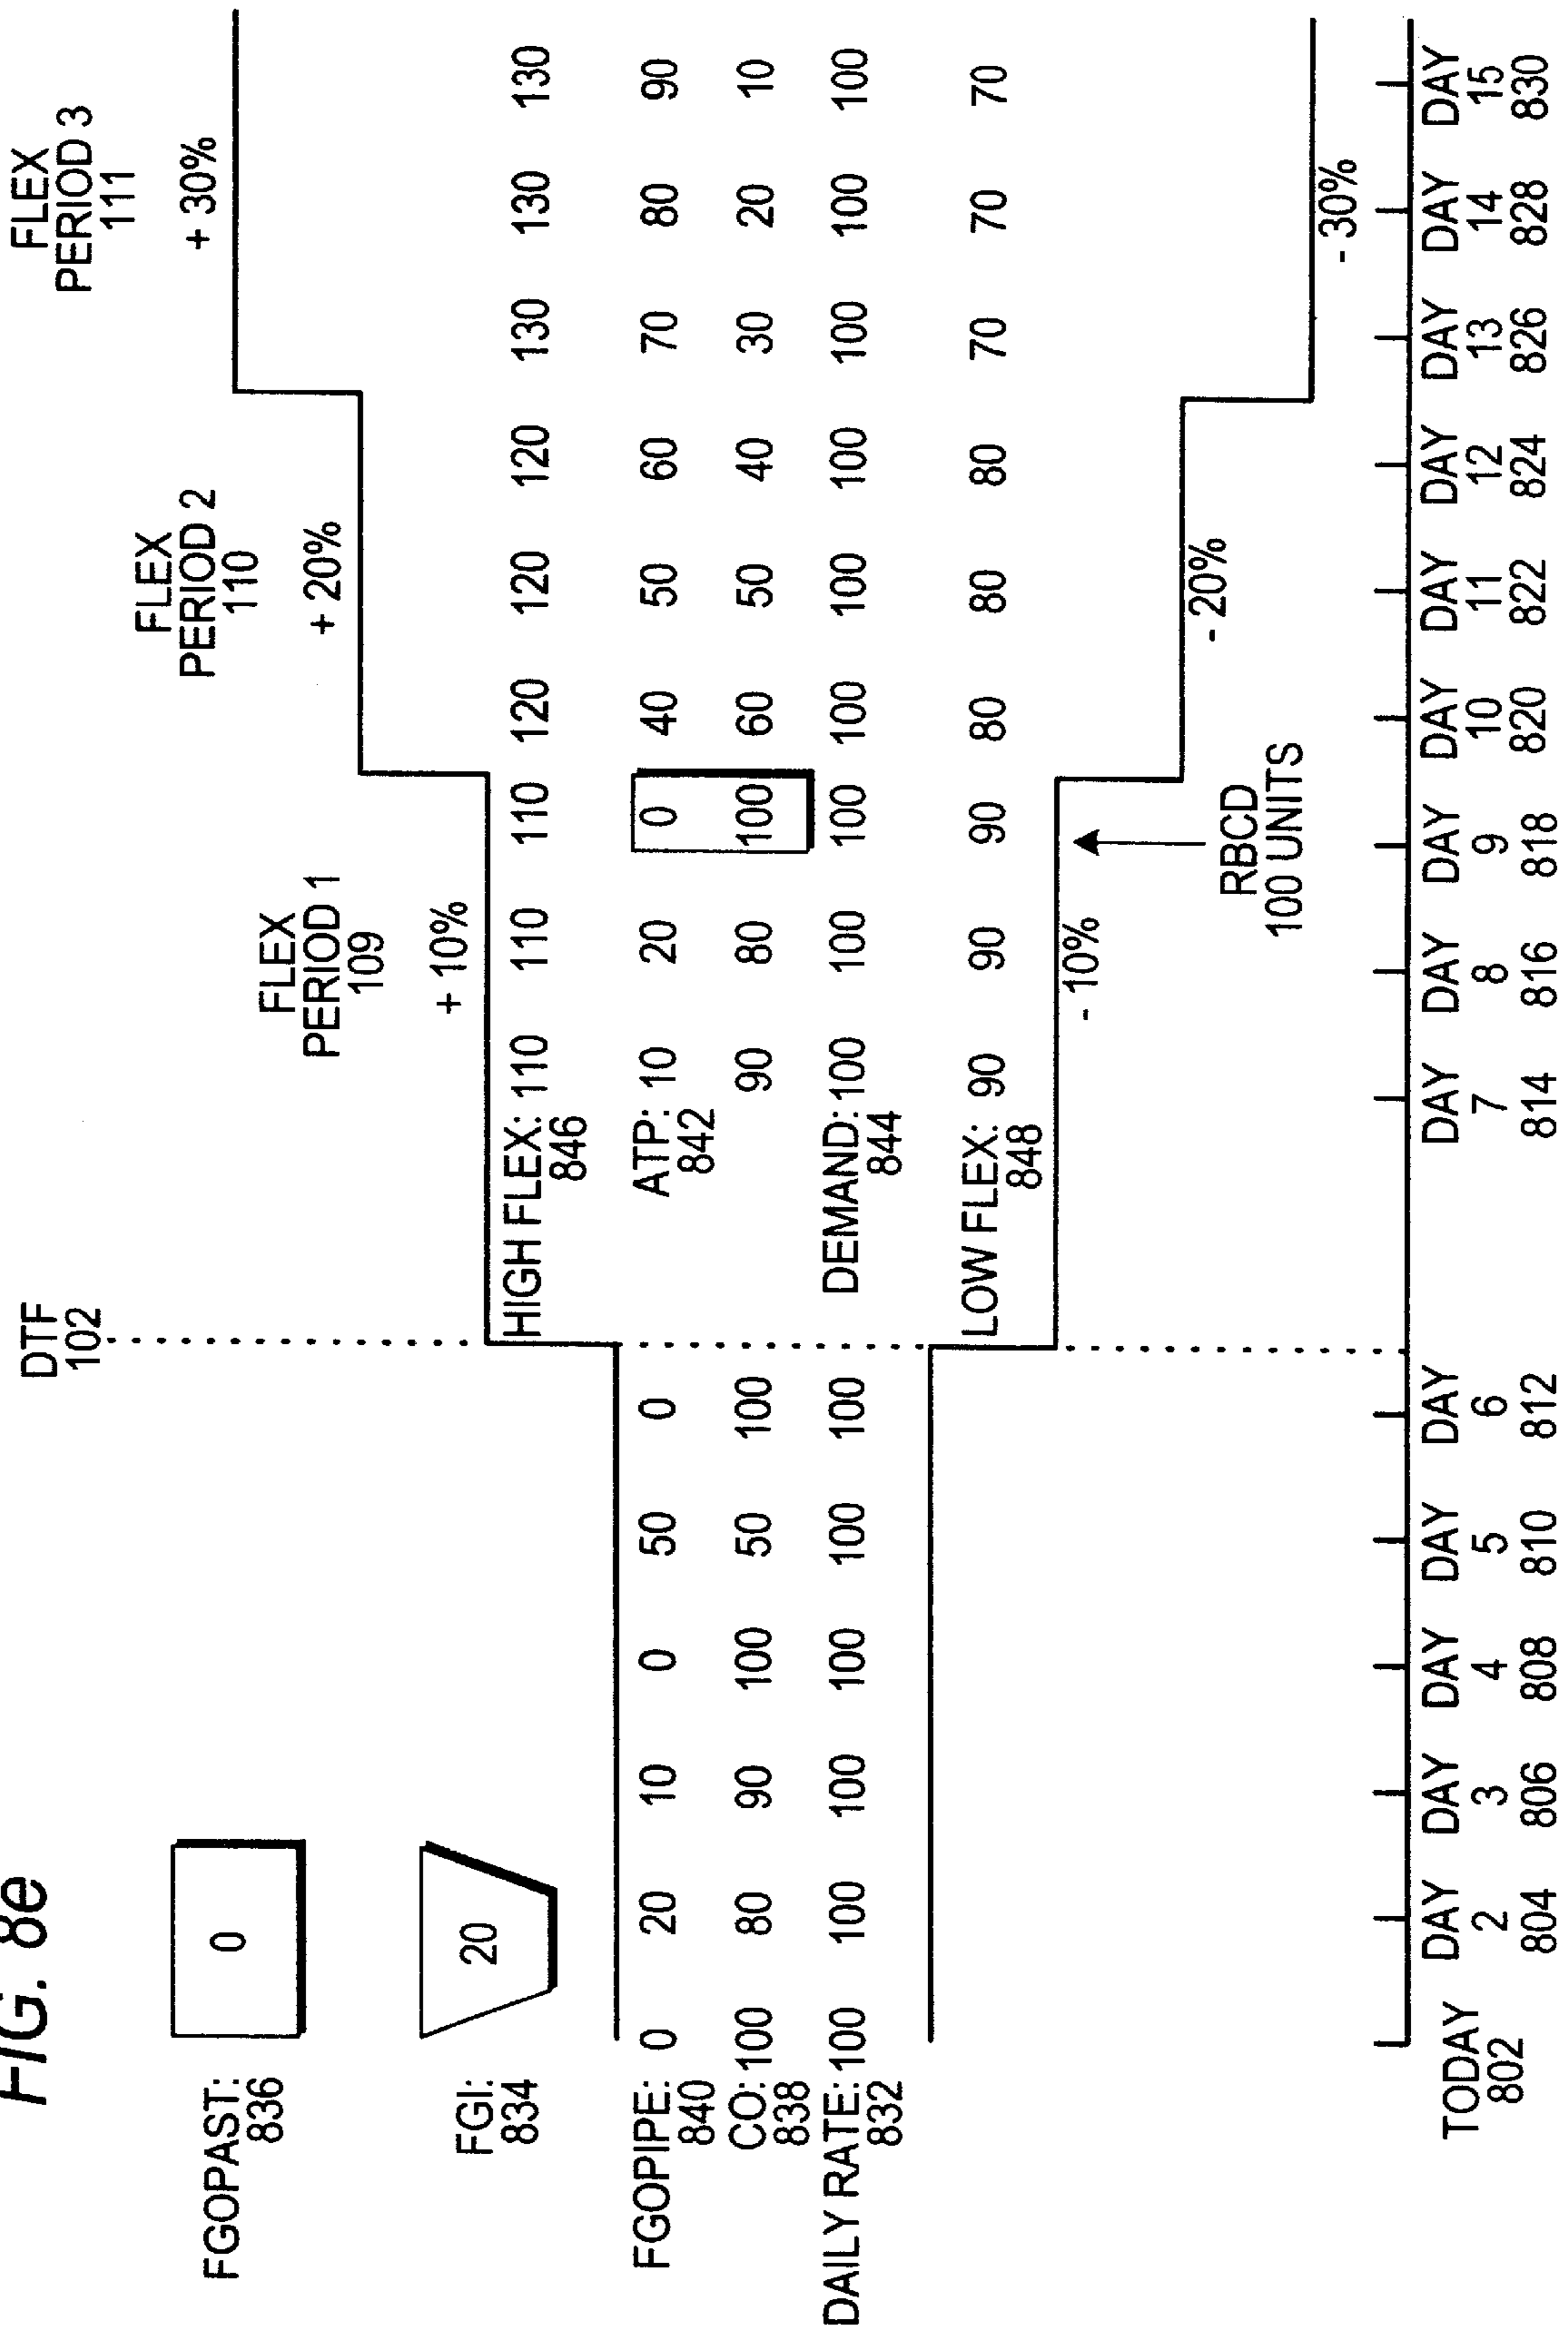 FIG. 8e
DTF
102
FLEX
PERIOD 3
111
+ 30%
FLEX
PERIOD 2
110
+ 20%
FLEX
PERIOD 1
109
+ 10%
FGOPAST:
836
0
FGI:
834
20
HIGH FLEX: 110 110 110 120 120 120 130 130 130
846
FGOPIPE: 0 20 10 0 50 0
840
ATP: 10 20 0 40 50 60 70 80 90
842
CO: 100 80 90 100 50 100 90 80 100 60 50 40 30 20 10
838
DAILY RATE: 100 100 100 100 100 100
832
DEMAND: 100 100 100 100 100 100 100 100 100
844
LOW FLEX: 90 90 90 80 80 80 70 70 70
848
- 10%
- 20%
- 30%
RBCD
100 UNITS
TODAY
802
DAY DAY DAY DAY DAY DAY DAY DAY DAY DAY DAY DAY DAY DAY
2 3 4 5 6 7 8 9 10 11 12 13 14 15
804 806 808 810 812 814 816 818 820 822 824 826 828 830